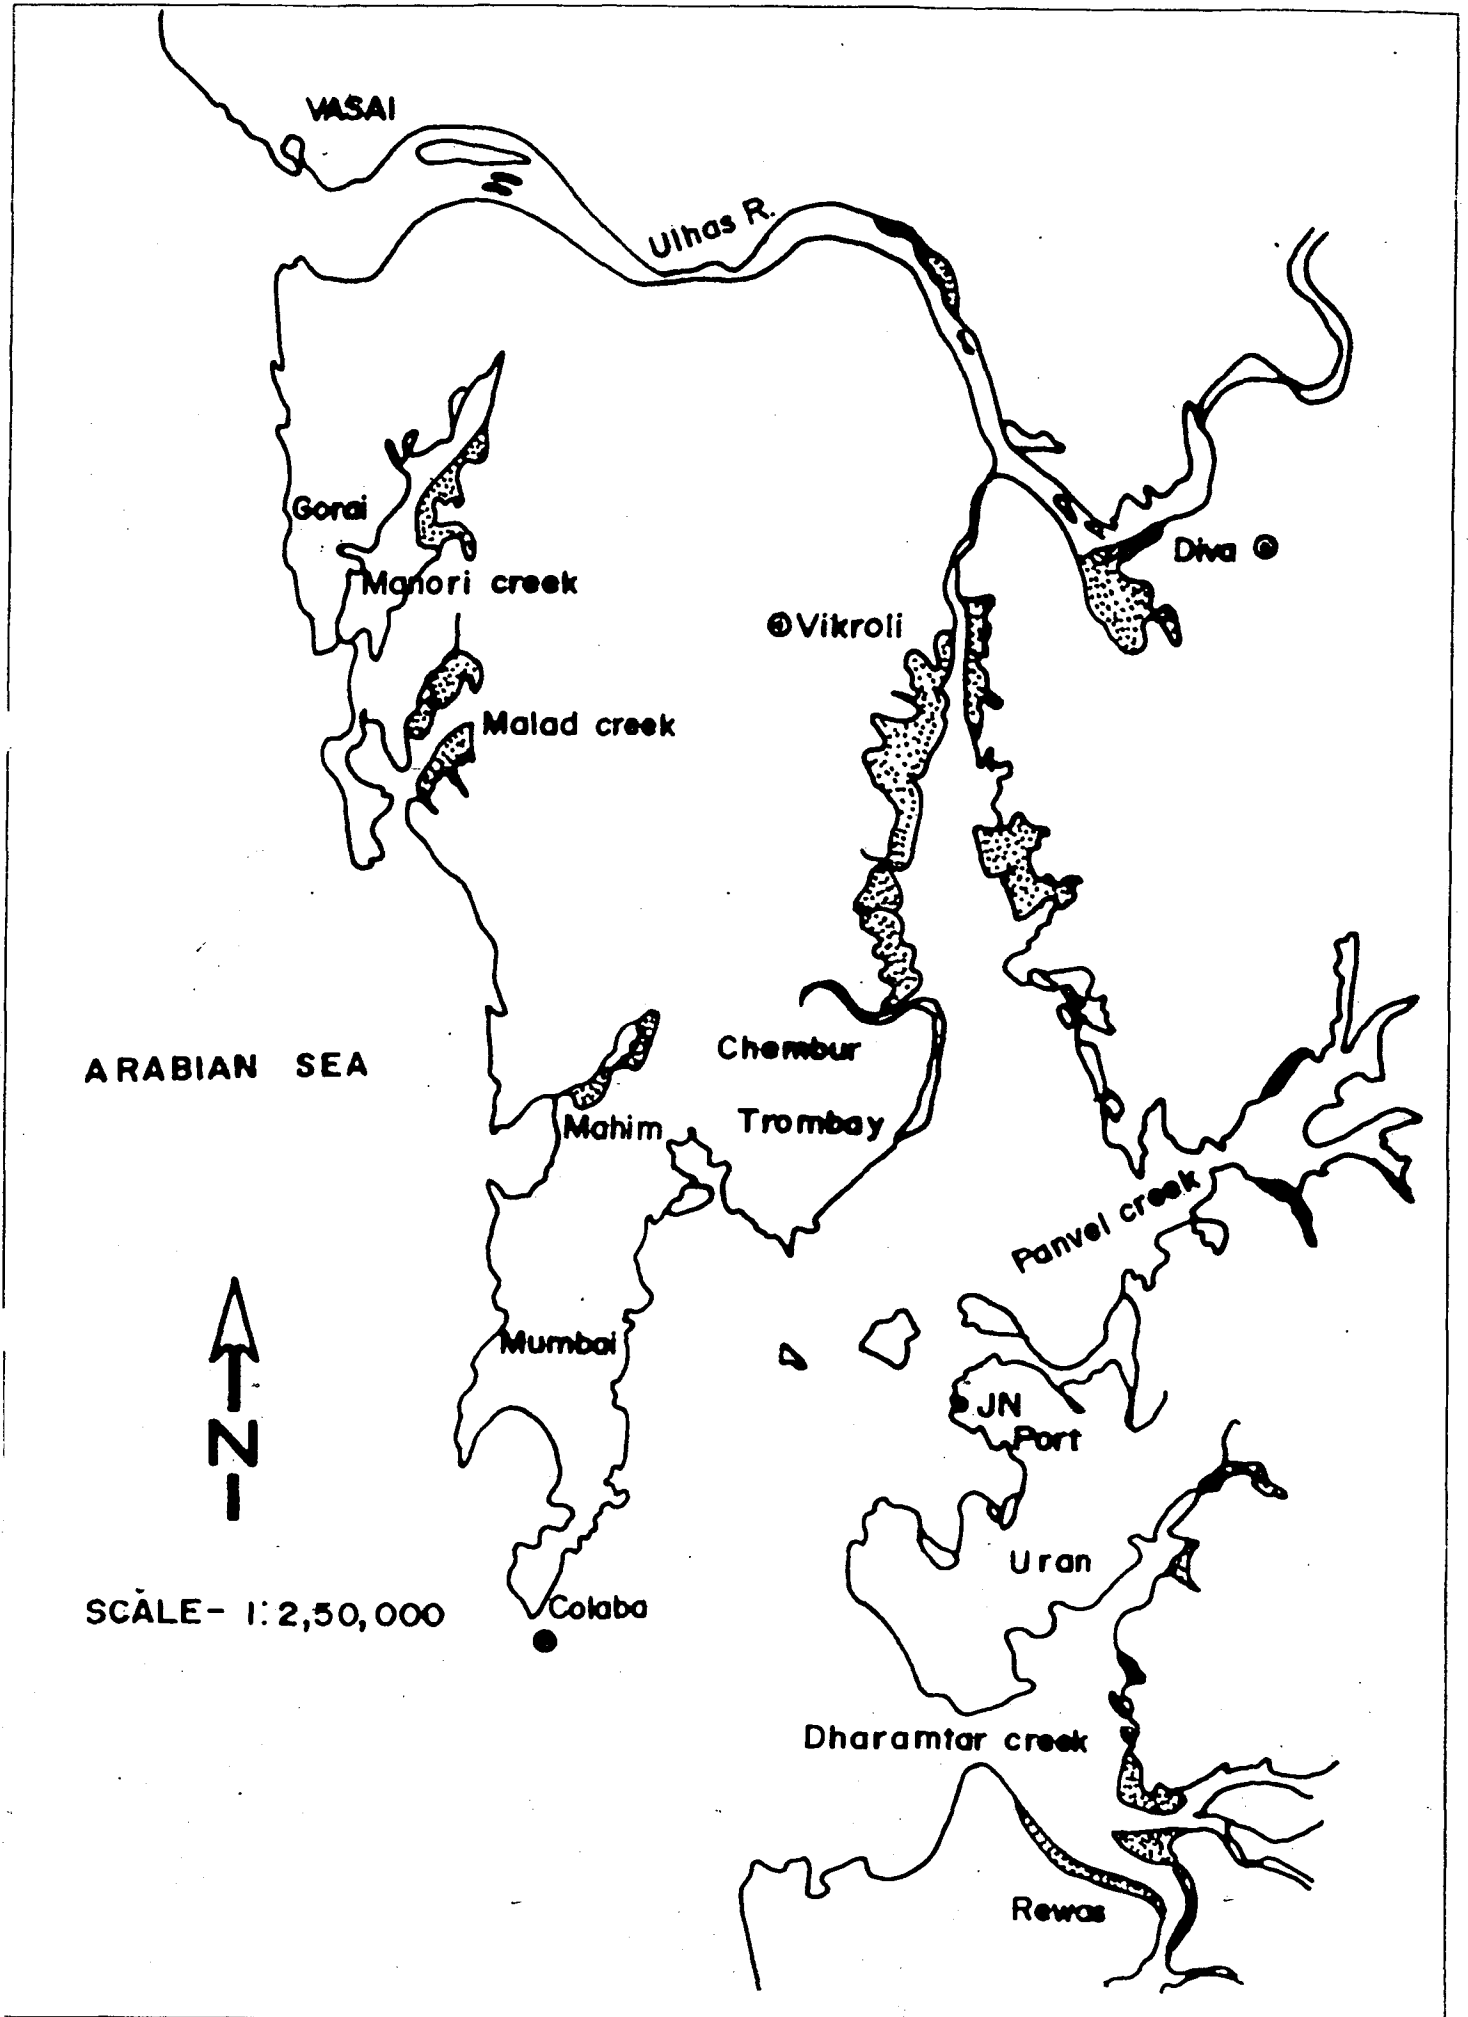 VASAI
Ulhas R.
Gorai
Diva
Manori creek
Vikroli
Malad creek
Chembur
ARABIAN SEA
Mahim
Trombay
Panvel creek
Mumbai
JN
Port
N
Uran
SCALE- 1:2,50,000
Colaba
Dharamtar creek
Rewas